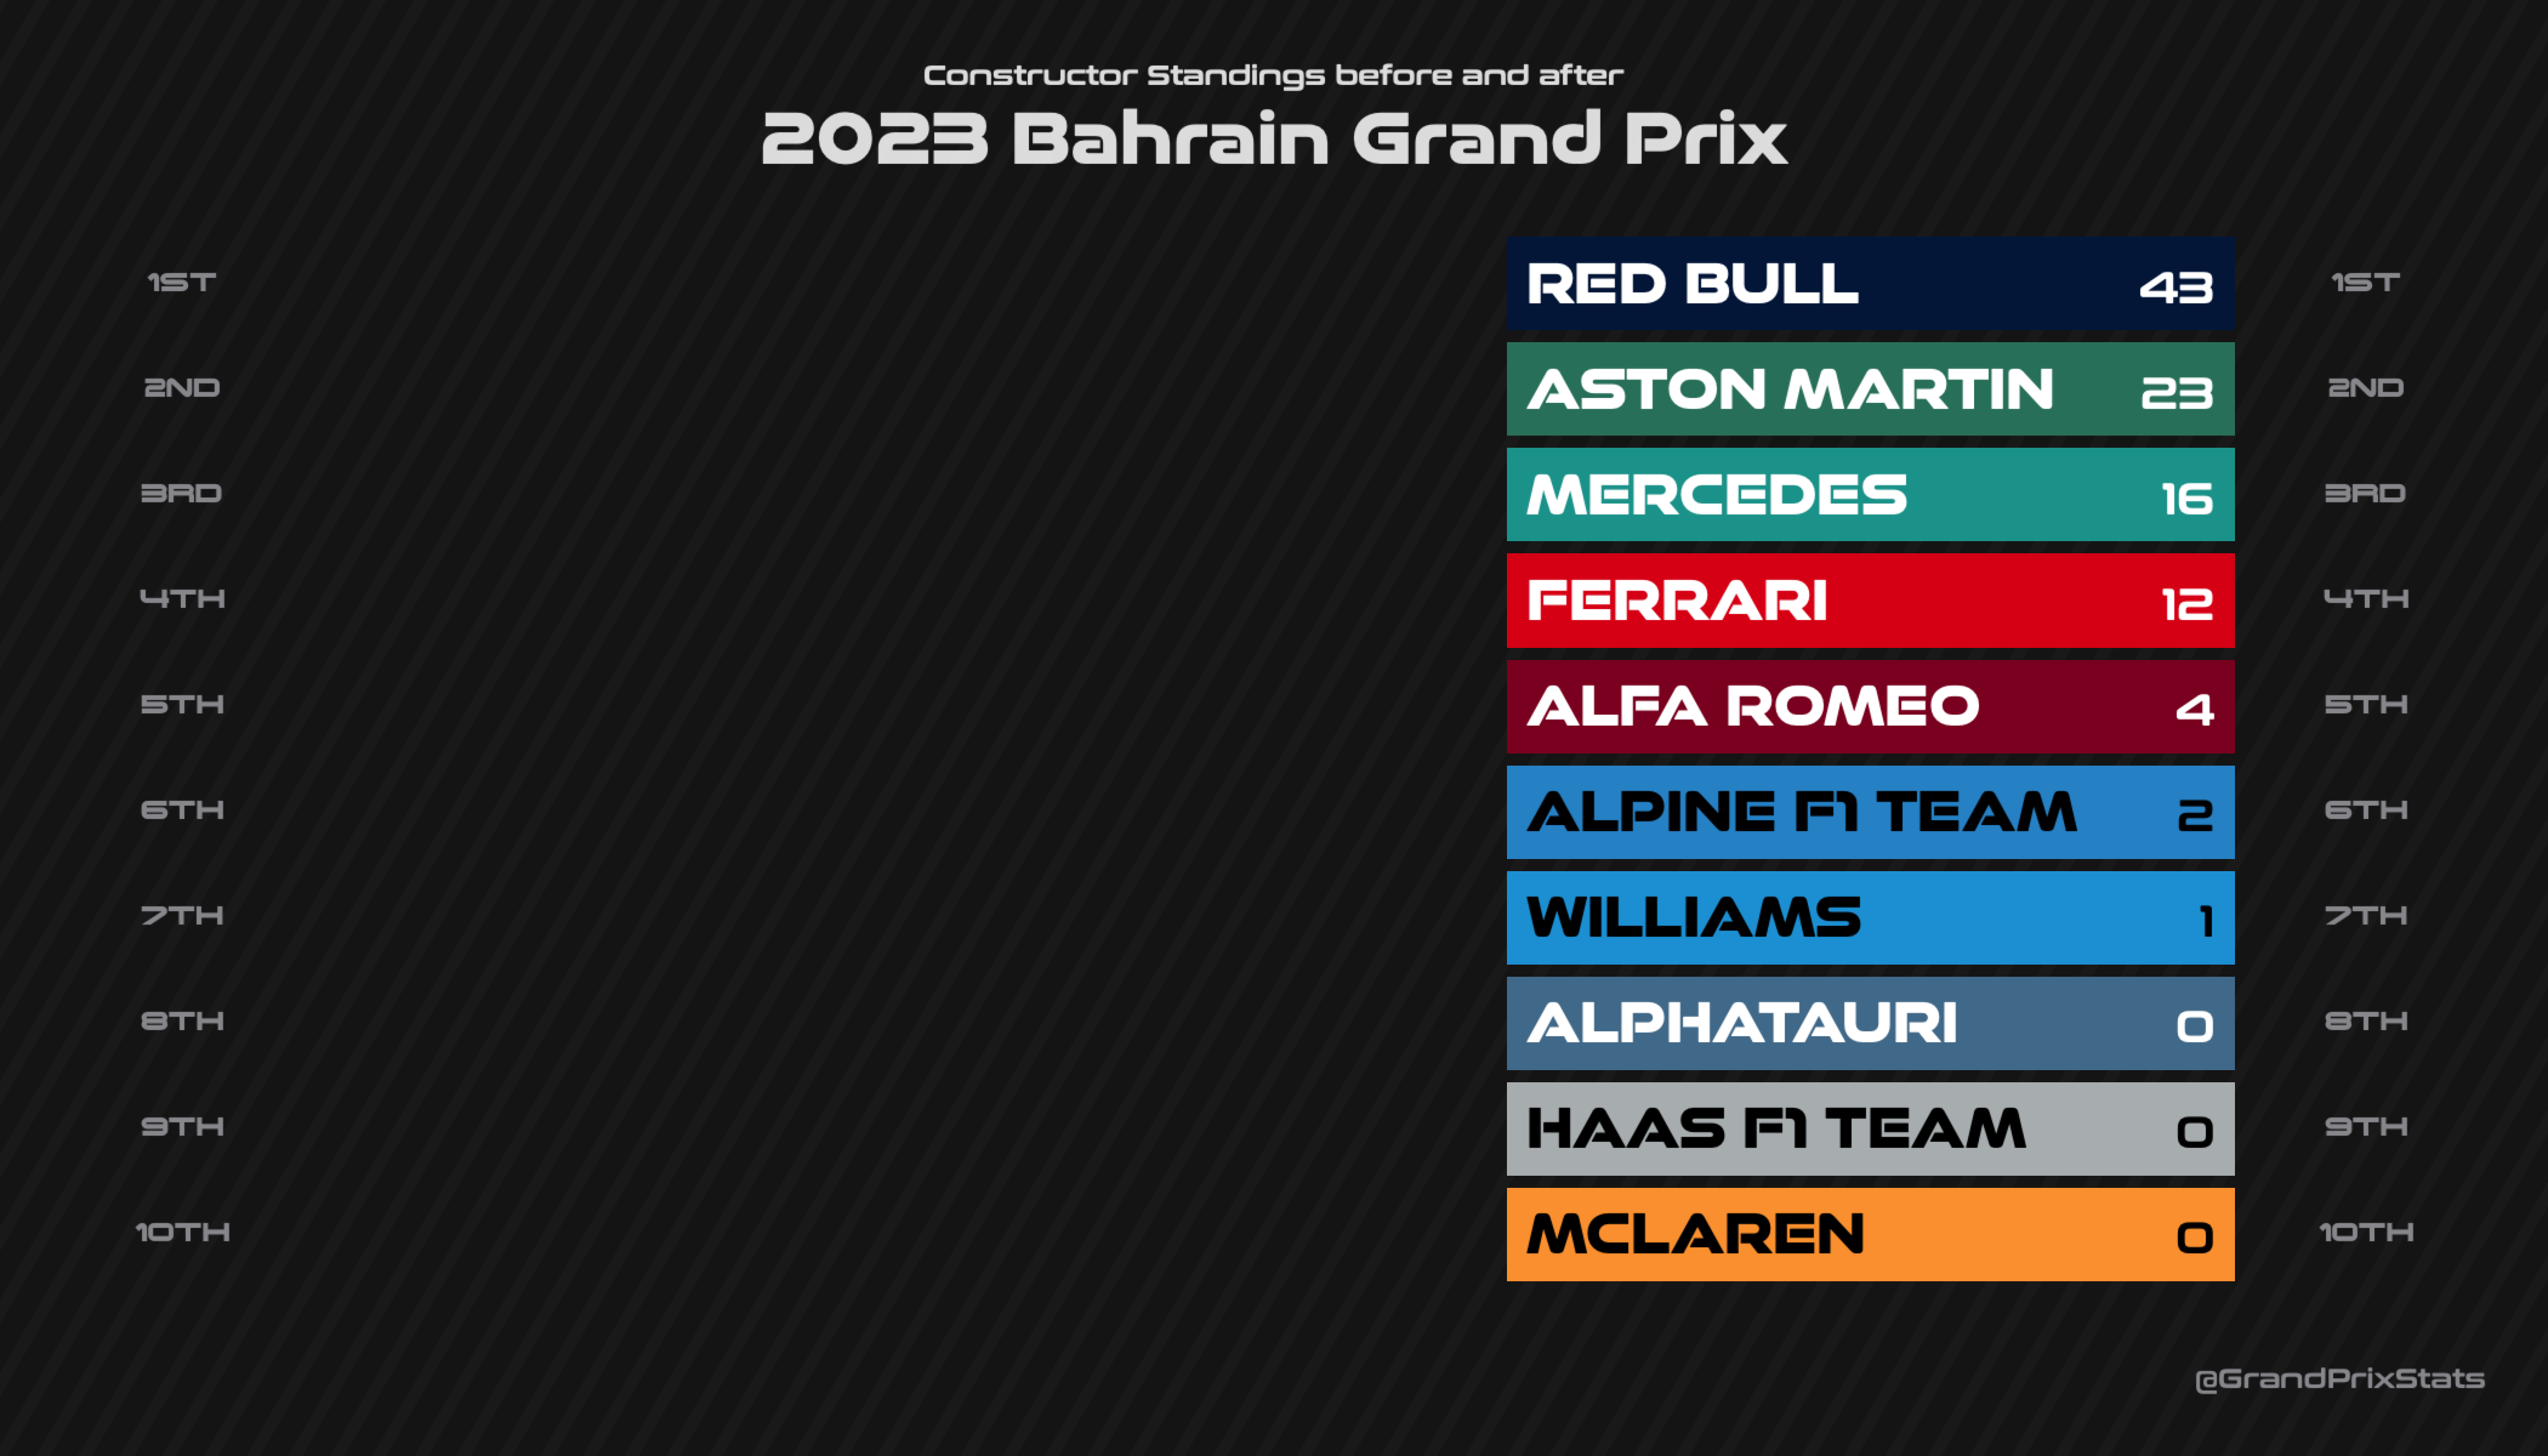 Constructor Standings before and after
2023 Bahrain Grand Prix
1ST RED BULL 43 1ST
2ND ASTON MARTIN 23 2ND
3RD MERCEDES 16 3RD
4TH FERRARI 12 4TH
5TH ALFA ROMEO 4 5TH
6TH ALPINE F1 TEAM 2 6TH
7TH WILLIAMS 1 7TH
8TH ALPHATAURI 0 8TH
9TH HAAS F1 TEAM 0 9TH
10TH MCLAREN 0 10TH
@GrandPrixStats